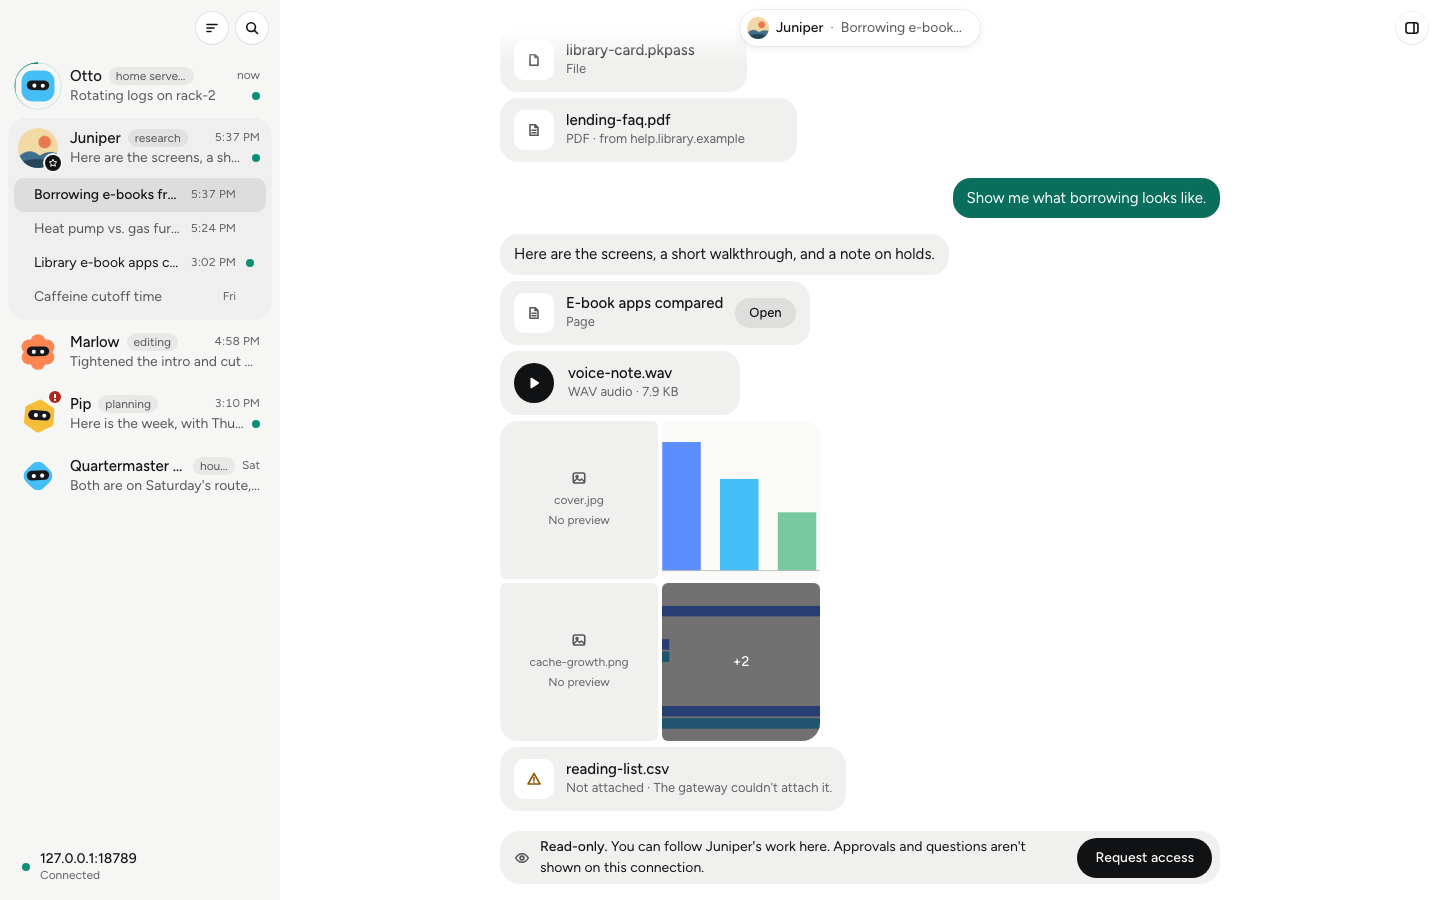 Otto home serve... now
Rotating logs on rack-2
Juniper research 5:37 PM
Here are the screens, a sh...
Borrowing e-books fr... 5:37 PM
Heat pump vs. gas fur... 5:24 PM
Library e-book apps c... 3:02 PM
Caffeine cutoff time Fri
Marlow editing 4:58 PM
Tightened the intro and cut ...
Pip planning 3:10 PM
Here is the week, with Thu...
Quartermaster ... hou... Sat
Both are on Saturday's route,...
127.0.0.1:18789
Connected
Juniper · Borrowing e-book...
library-card.pkpass
File
lending-faq.pdf
PDF · from help.library.example
Show me what borrowing looks like.
Here are the screens, a short walkthrough, and a note on holds.
E-book apps compared
Page
Open
voice-note.wav
WAV audio · 7.9 KB
cover.jpg
No preview
cache-growth.png
No preview
+2
reading-list.csv
Not attached · The gateway couldn't attach it.
Read-only. You can follow Juniper's work here. Approvals and questions aren't
shown on this connection.
Request access